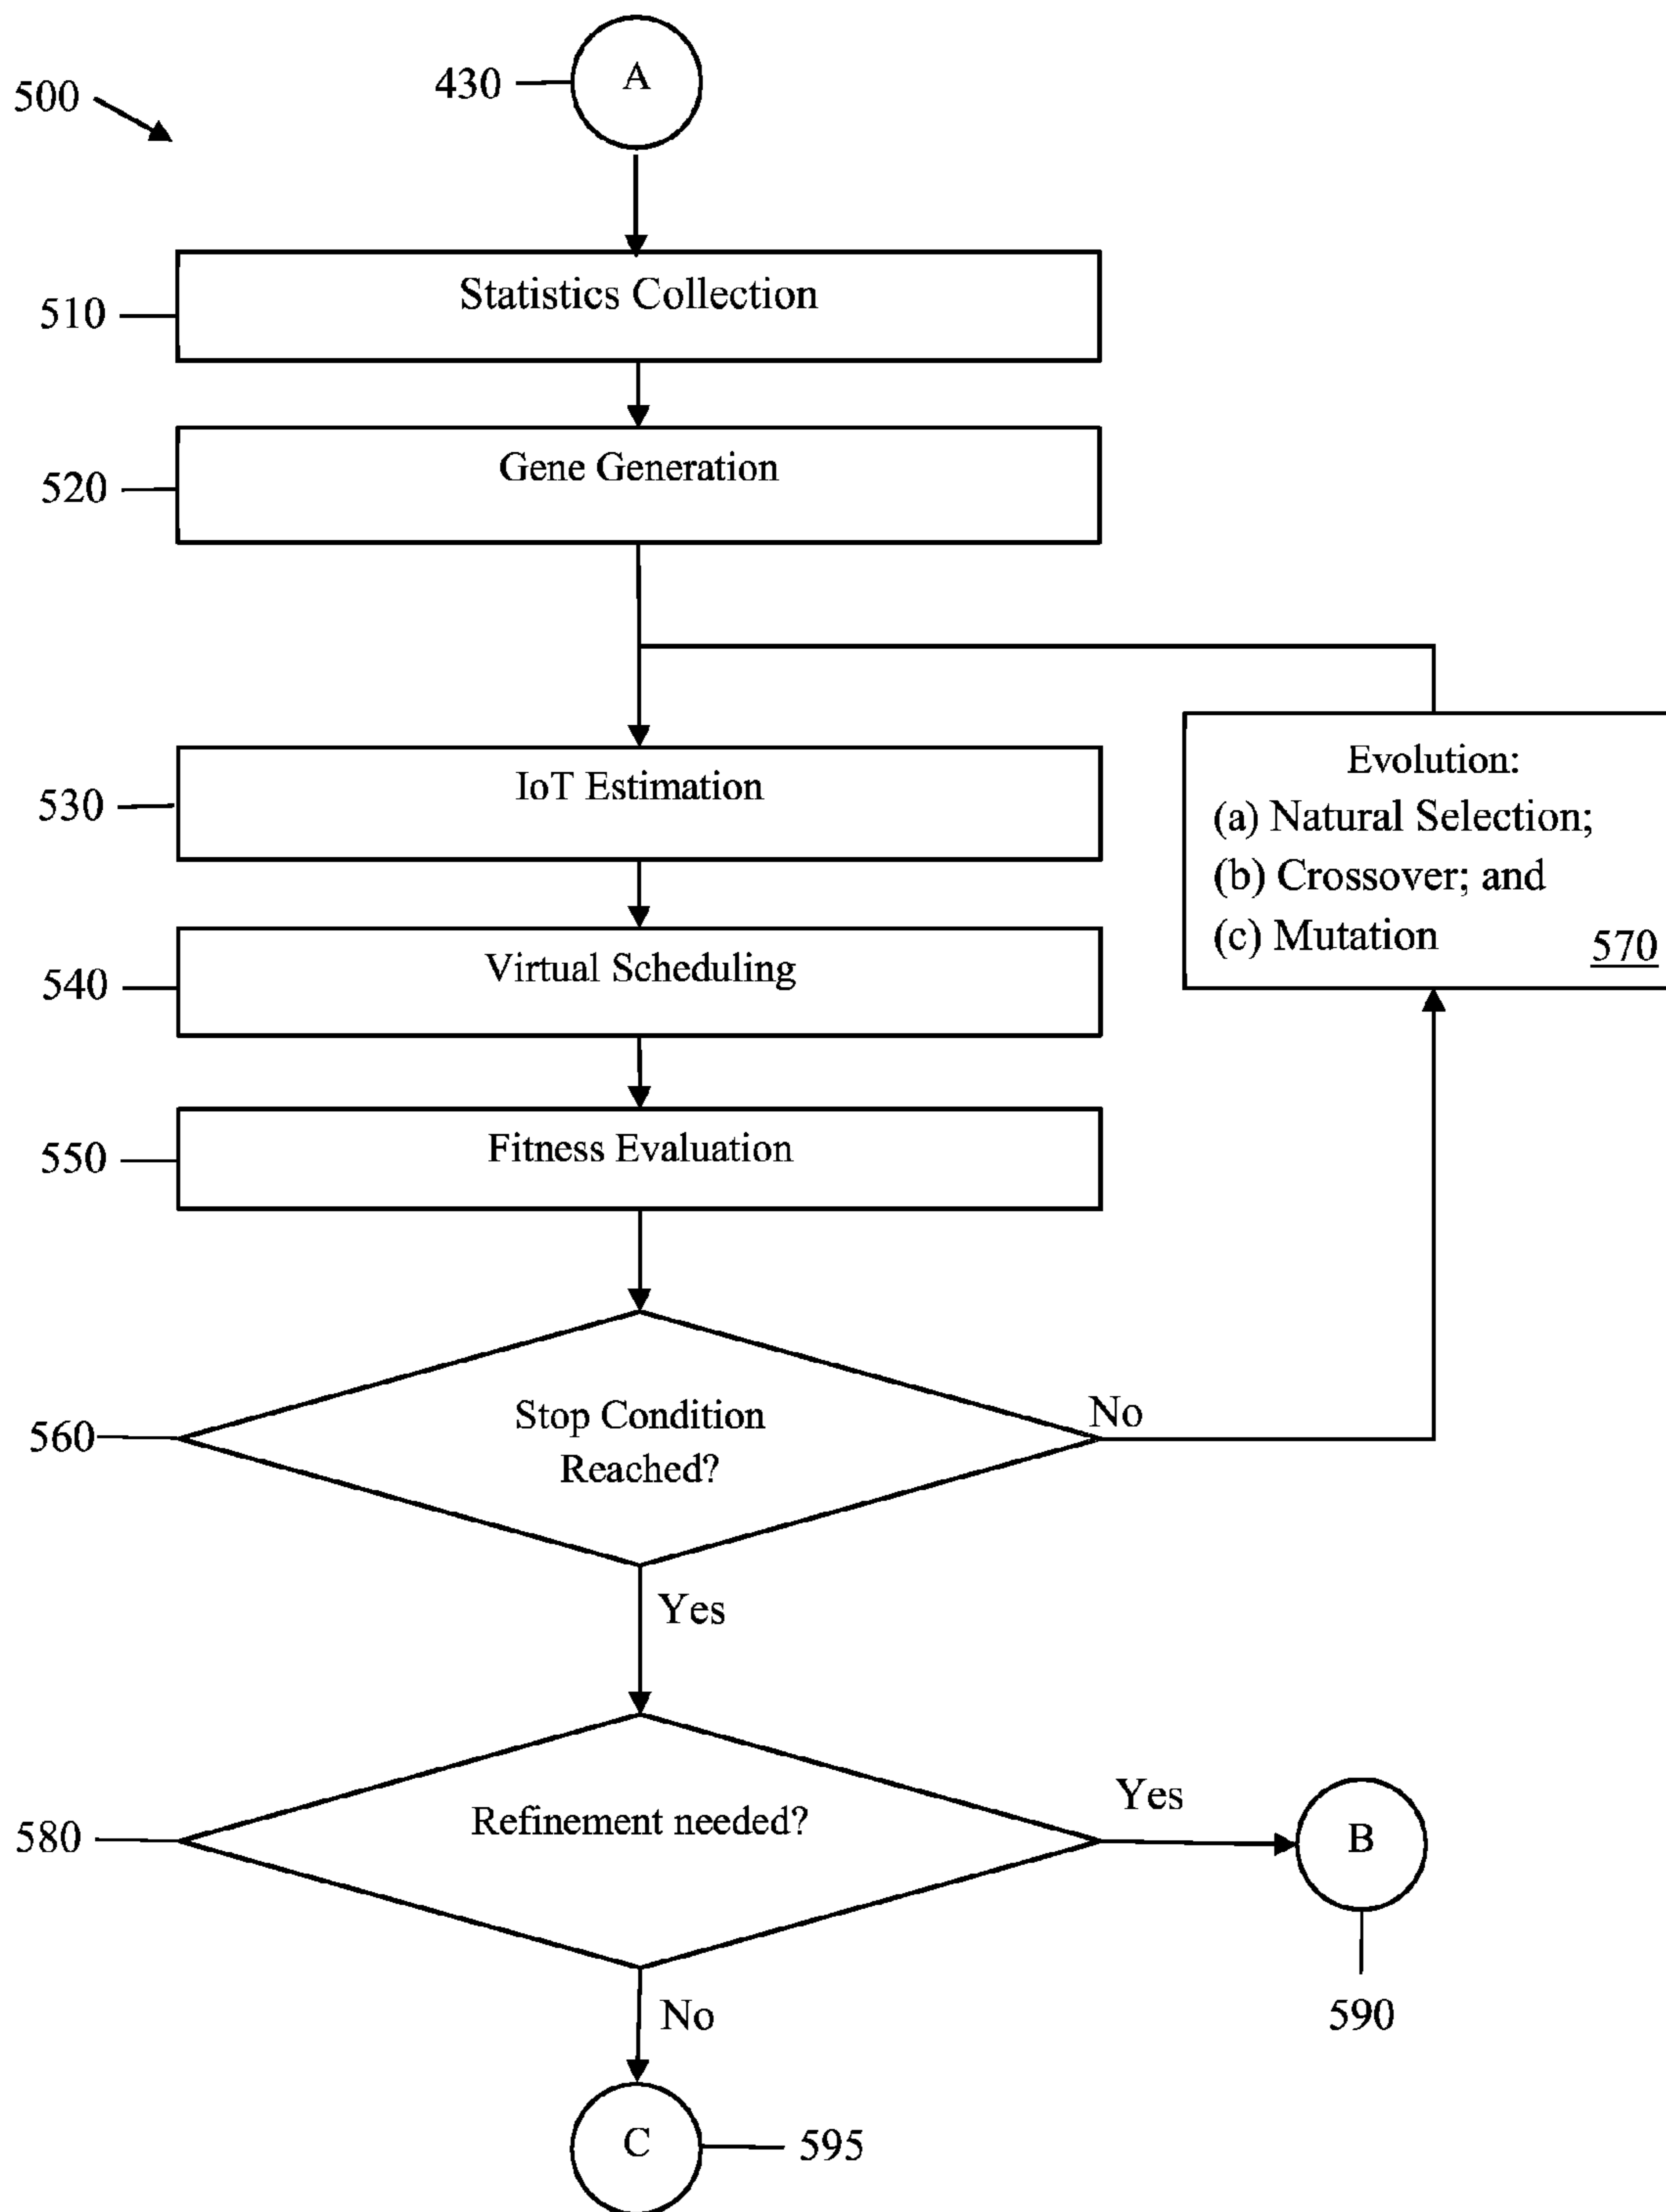 430
A
500
Statistics Collection
510
Gene Generation
520
IoT Estimation
530
Evolution:
(a) Natural Selection;
(b) Crossover; and
(c) Mutation
570
Virtual Scheduling
540
Fitness Evaluation
550
Stop Condition
Reached?
560
No
Yes
Refinement needed?
580
Yes
B
590
No
C
595